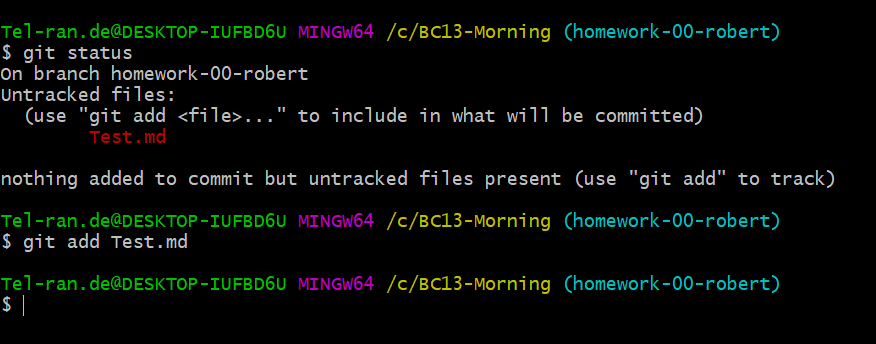 Tel-ran.de@DESKTOP-IUFBD6U MINGW64 /c/BC13-Morning (homework-00-robert)
$ git status
On branch homework-00-robert
Untracked files:
  (use "git add <file>..." to include in what will be committed)
        Test.md
nothing added to commit but untracked files present (use "git add" to track)
Tel-ran.de@DESKTOP-IUFBD6U MINGW64 /c/BC13-Morning (homework-00-robert)
$ git add Test.md
Tel-ran.de@DESKTOP-IUFBD6U MINGW64 /c/BC13-Morning (homework-00-robert)
$